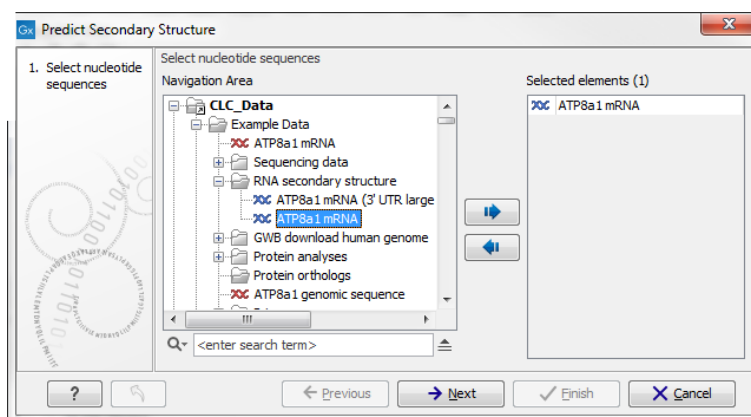 Gx Predict Secondary Structure
1. Select nucleotide
sequences
Select nucleotide sequences
Navigation Area
CLC_Data
Example Data
ATP8a1 mRNA
Sequencing data
RNA secondary structure
ATP8a1 mRNA (3' UTR large
ATP8a1 mRNA
GWB download human genome
Protein analyses
Protein orthologs
ATP8a1 genomic sequence
<enter search term>
Selected elements (1)
ATP8a1 mRNA
?
Previous
Next
Finish
Cancel